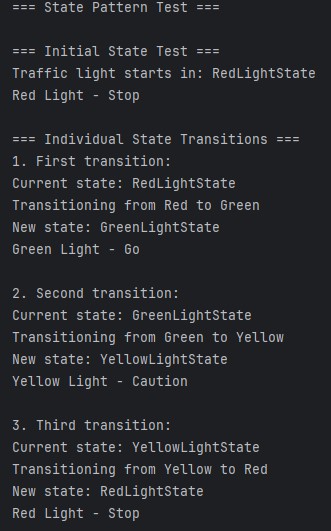 === State Pattern Test ===
=== Initial State Test ===
Traffic light starts in: RedLightState
Red Light - Stop
=== Individual State Transitions ===
1. First transition:
Current state: RedLightState
Transitioning from Red to Green
New state: GreenLightState
Green Light - Go
2. Second transition:
Current state: GreenLightState
Transitioning from Green to Yellow
New state: YellowLightState
Yellow Light - Caution
3. Third transition:
Current state: YellowLightState
Transitioning from Yellow to Red
New state: RedLightState
Red Light - Stop